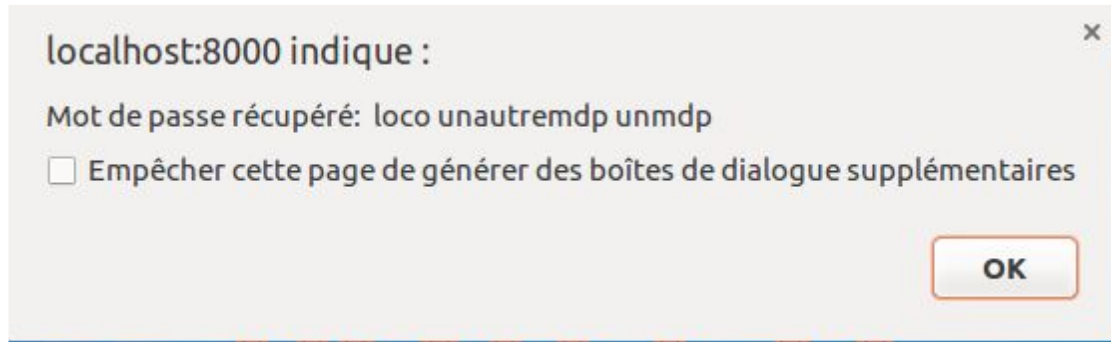 localhost:8000 indique :
×
Mot de passe récupéré: loco unautremdp unmdp
Empêcher cette page de générer des boîtes de dialogue supplémentaires
OK